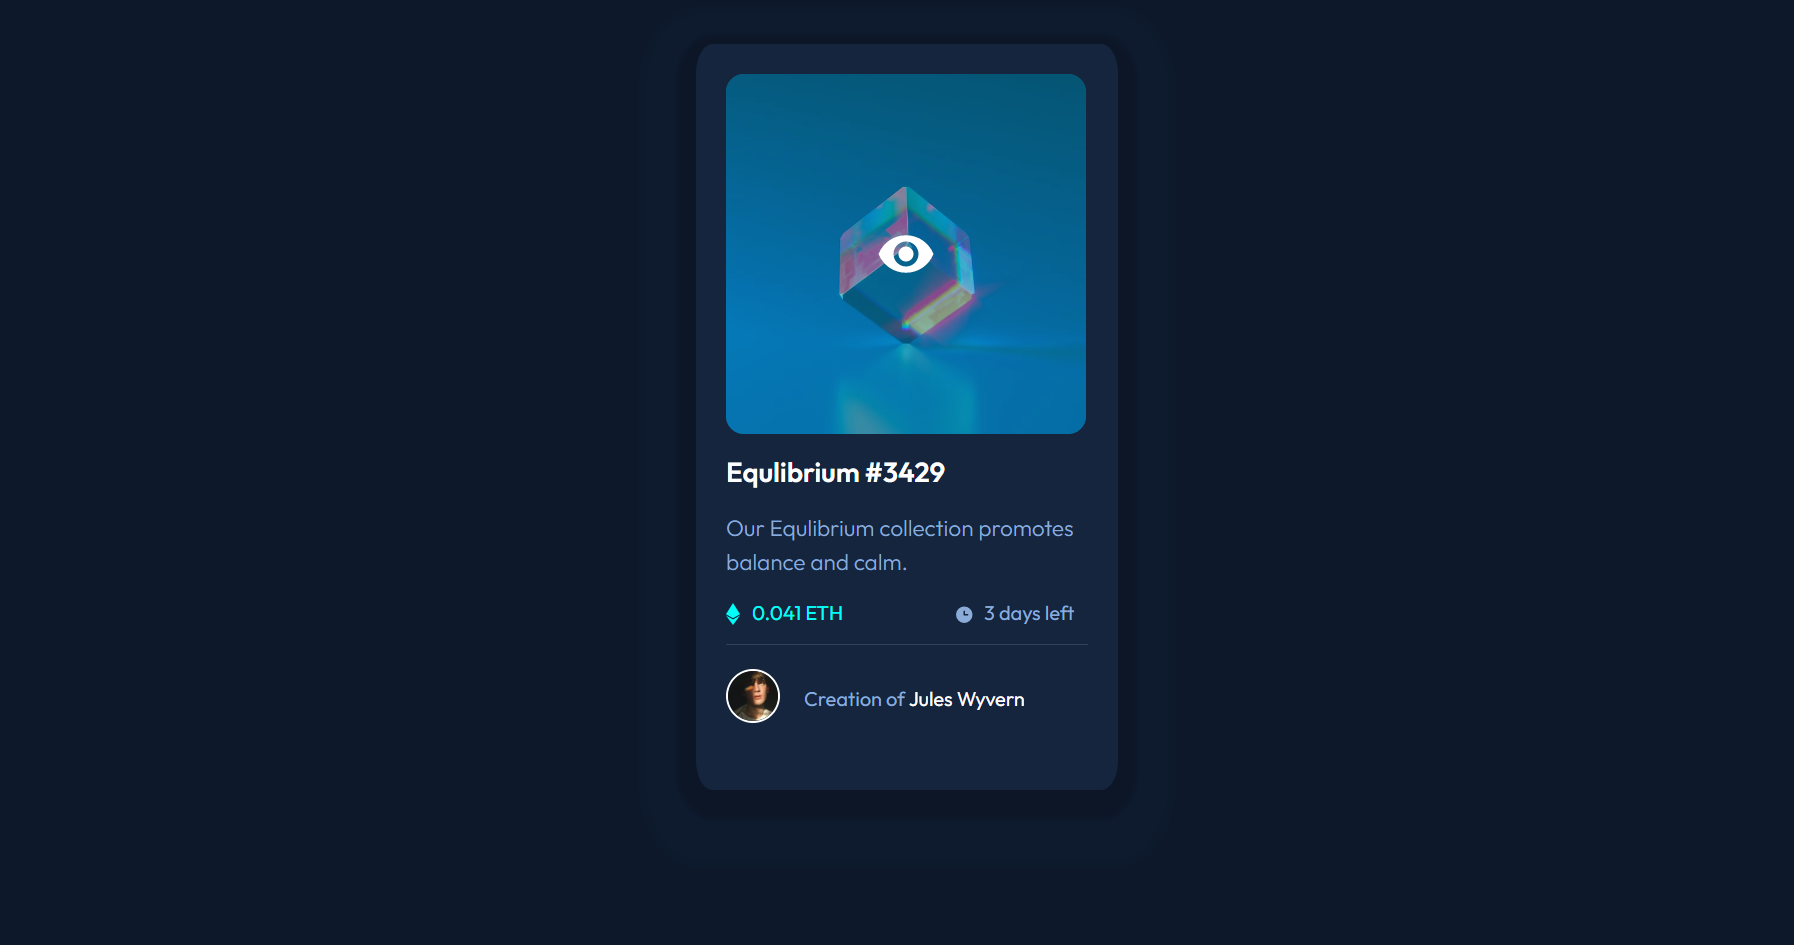 Equlibrium #3429
Our Equlibrium collection promotes
balance and calm.
0.041 ETH 3 days left
Creation of Jules Wyvern